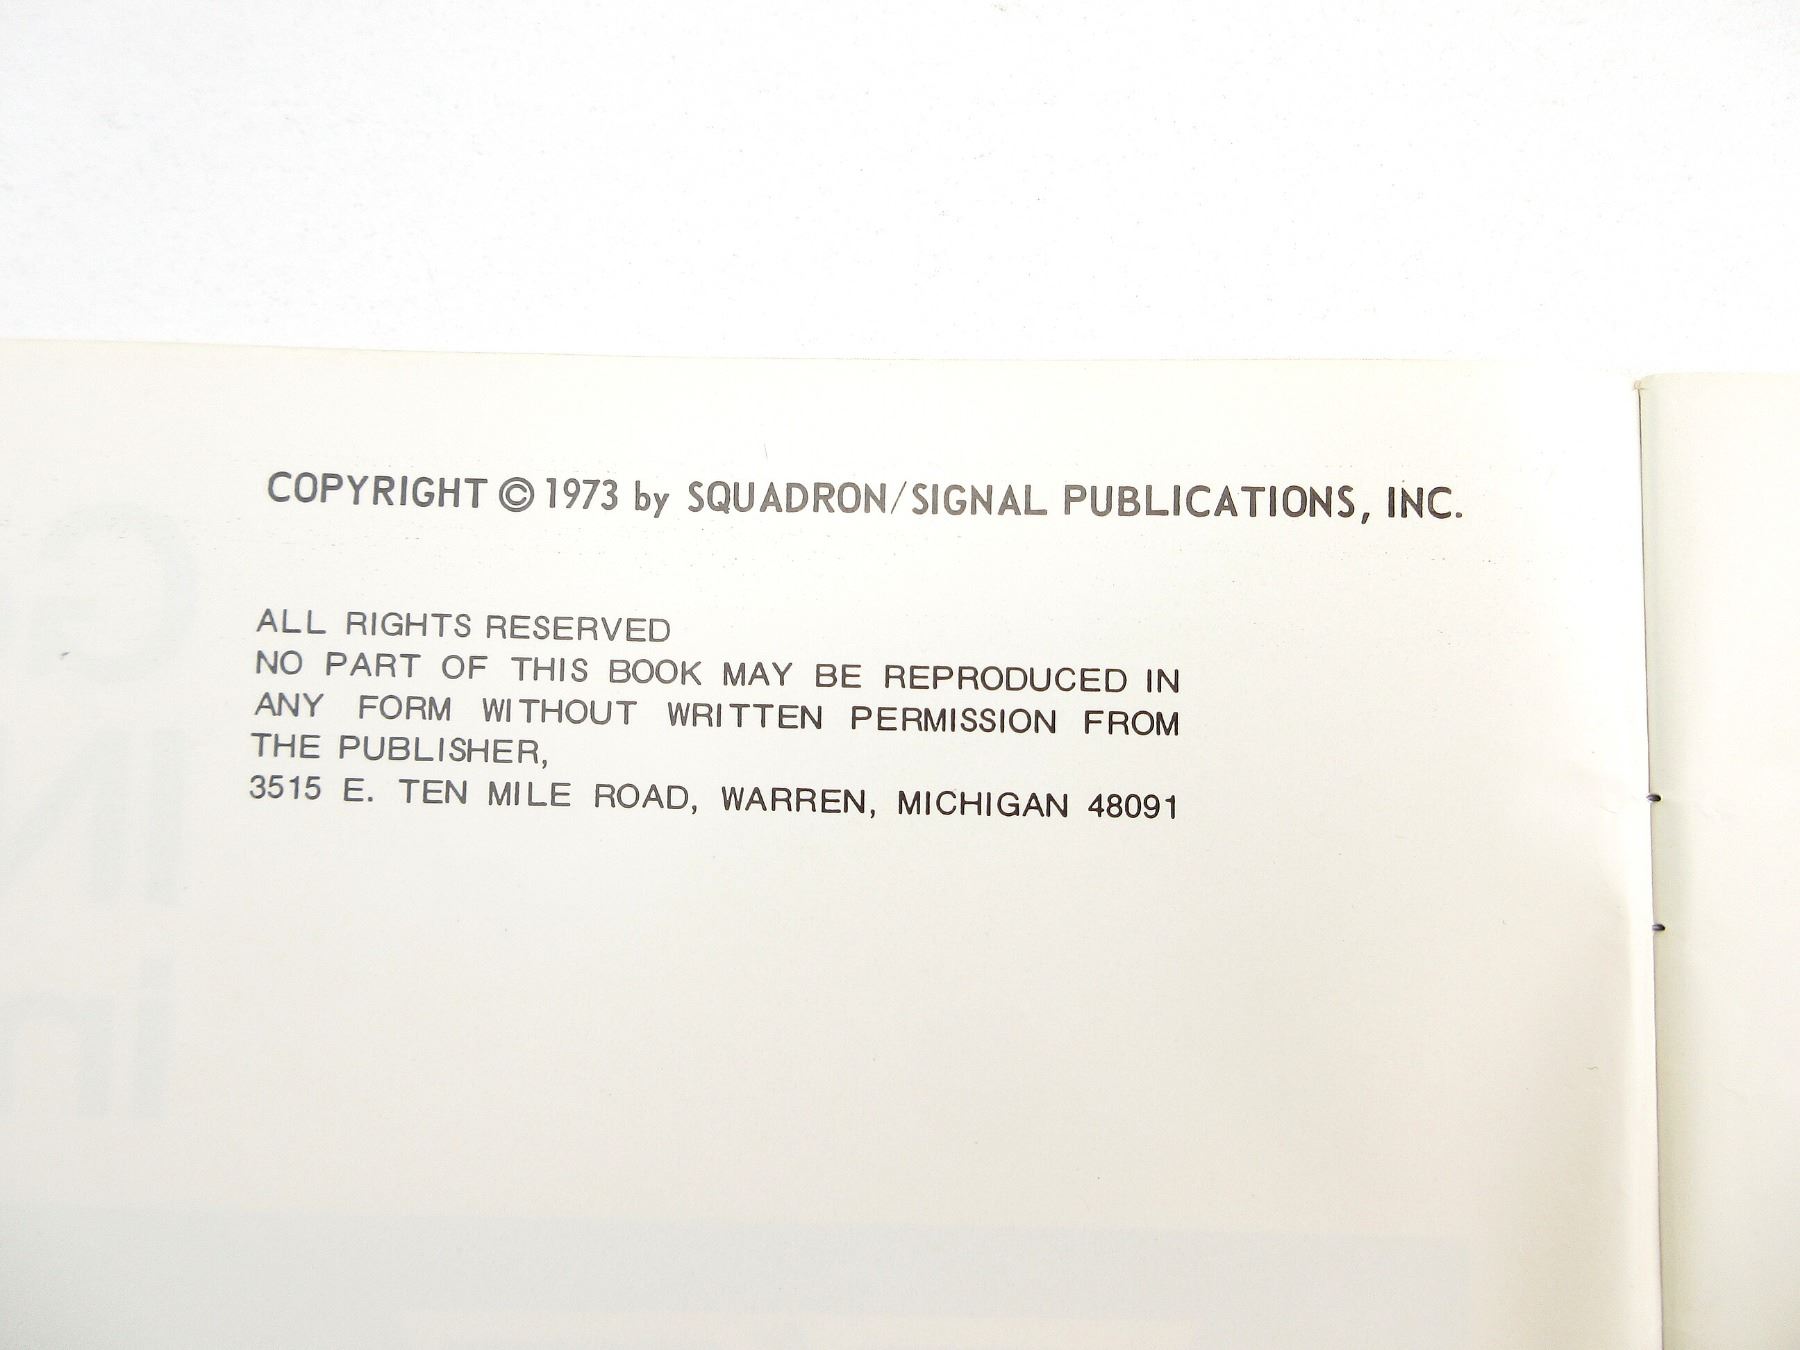 COPYRIGHT © 1973 by SQUADRON/SIGNAL PUBLICATIONS, INC.
ALL RIGHTS RESERVED
NO PART OF THIS BOOK MAY BE REPRODUCED IN
ANY FORM WITHOUT WRITTEN PERMISSION FROM
THE PUBLISHER,
3515 E. TEN MILE ROAD, WARREN, MICHIGAN 48091